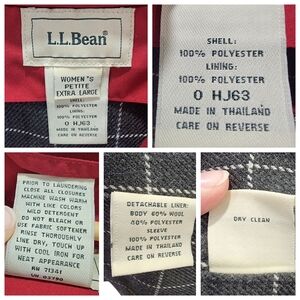 L.L.Bean®
WOMEN'S
PETITE
EXTRA LARGE
SHELL:
100% POLYESTER
LINING:
100% POLYESTER
0 HJ63
MADE IN THAILAND
CARE ON REVERSE
SHELL:
100% POLYESTER
LINING:
100% POLYESTER
0 HJ63
MADE IN THAILAND
CARE ON REVERSE
PRIOR TO LAUNDERING
CLOSE ALL CLOSURES
MACHINE WASH WARM
WITH LIKE COLORS
MILD DETERGENT
DO NOT BLEACH OR
USE FABRIC SOFTENER
RINSE THOROUGHLY
LINE DRY, TOUCH UP
WITH COOL IRON FOR
NEAT APPEARANCE
RN 71341
CA 03790
DETACHABLE LINER:
BODY 60% WOOL
40% POLYESTER
SLEEVE
100% POLYESTER
MADE IN THAILAND
CARE ON REVERSE
DRY CLEAN